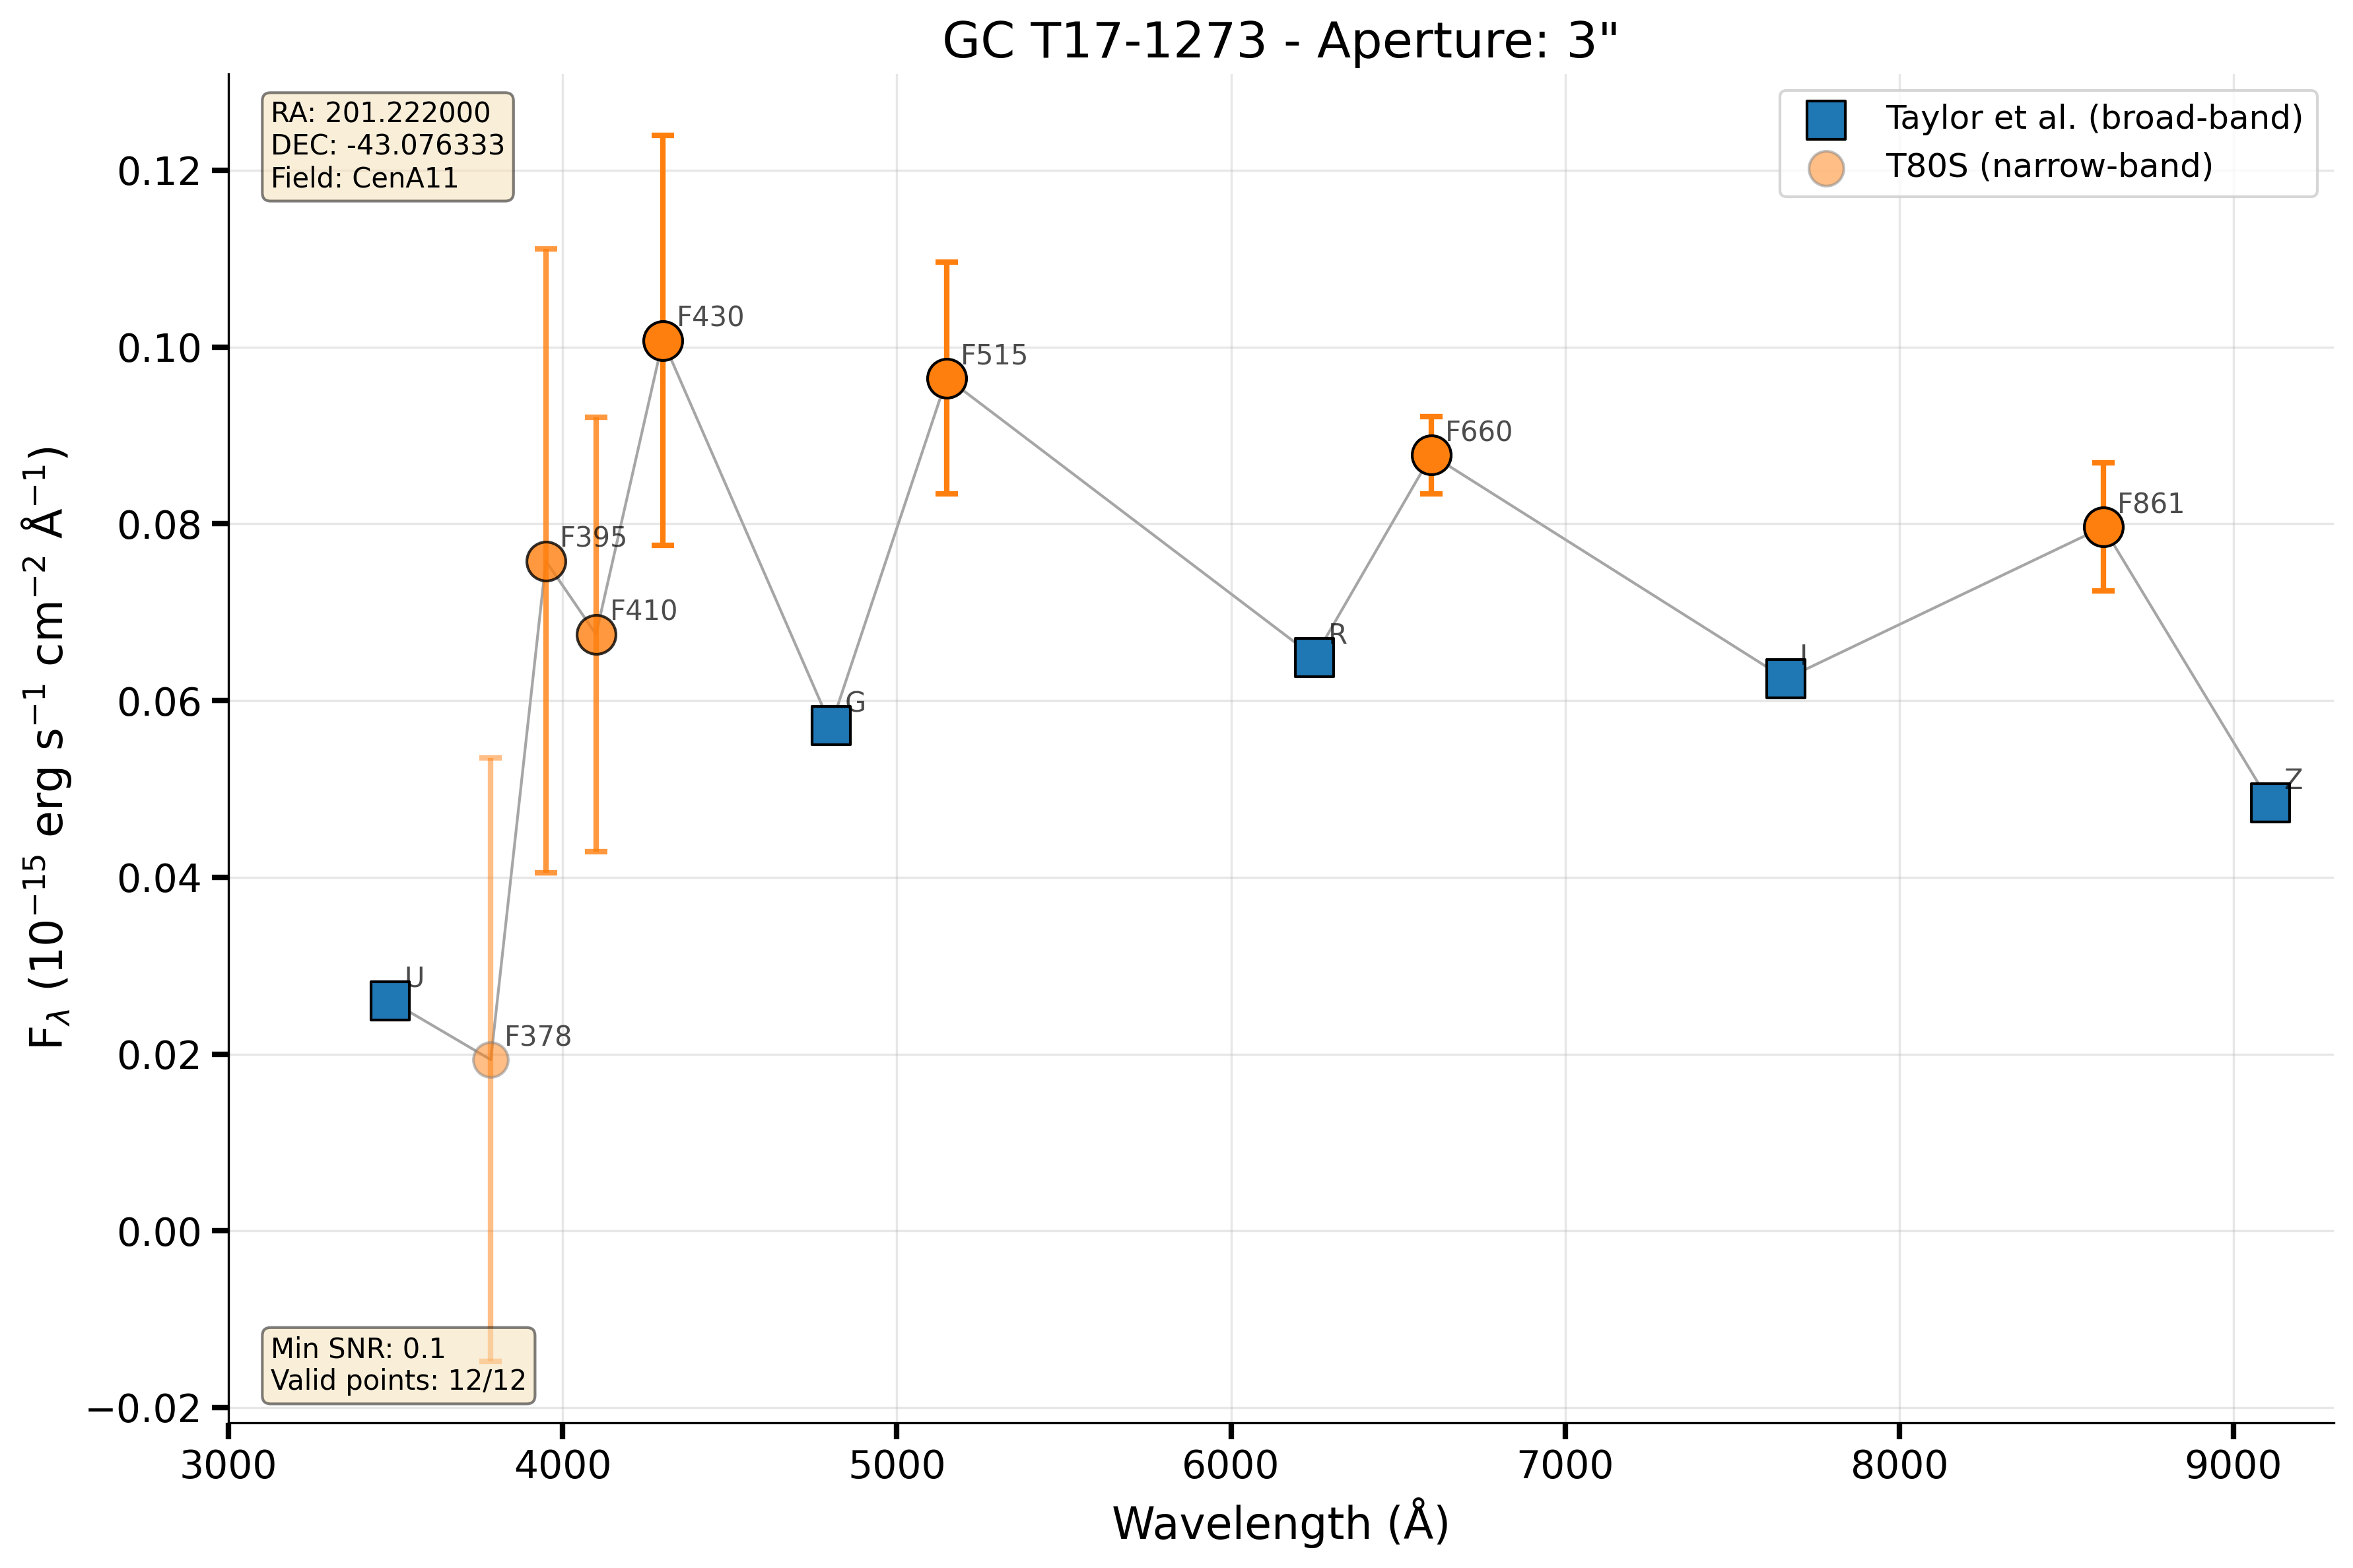 GC T17-1273 - Aperture: 3"
RA: 201.222000
DEC: -43.076333
Field: CenA11
Taylor et al. (broad-band)
T80S (narrow-band)
F_λ (10⁻¹⁵ erg s⁻¹ cm⁻² Å⁻¹)
0.12
0.10
0.08
0.06
0.04
0.02
0.00
−0.02
U
F378
F395
F410
F430
G
F515
R
F660
I
F861
Z
Min SNR: 0.1
Valid points: 12/12
3000
4000
5000
6000
7000
8000
9000
Wavelength (Å)